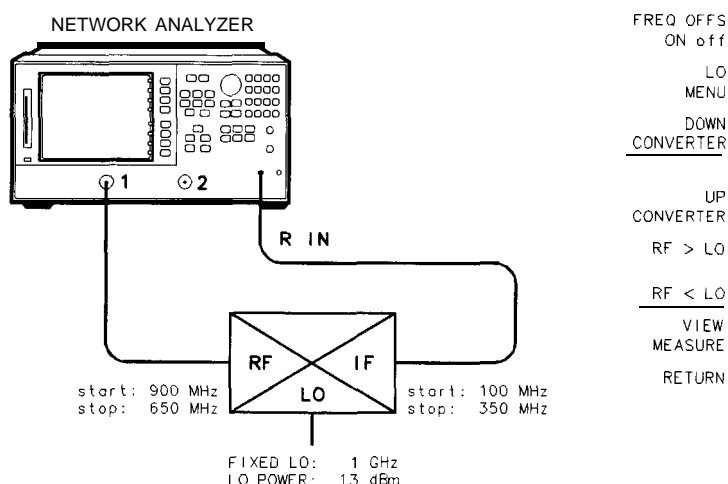 NETWORK ANALYZER
1
2
R IN
RF
IF
LO
start: 900 MHz
stop: 650 MHz
start: 100 MHz
stop: 350 MHz
FIXED LO: 1 GHz
LO POWER: 13 dBm
FREQ OFFS
ON off
LO
MENU
DOWN
CONVERTER
UP
CONVERTER
RF > LO
RF < LO
VIEW
MEASURE
RETURN